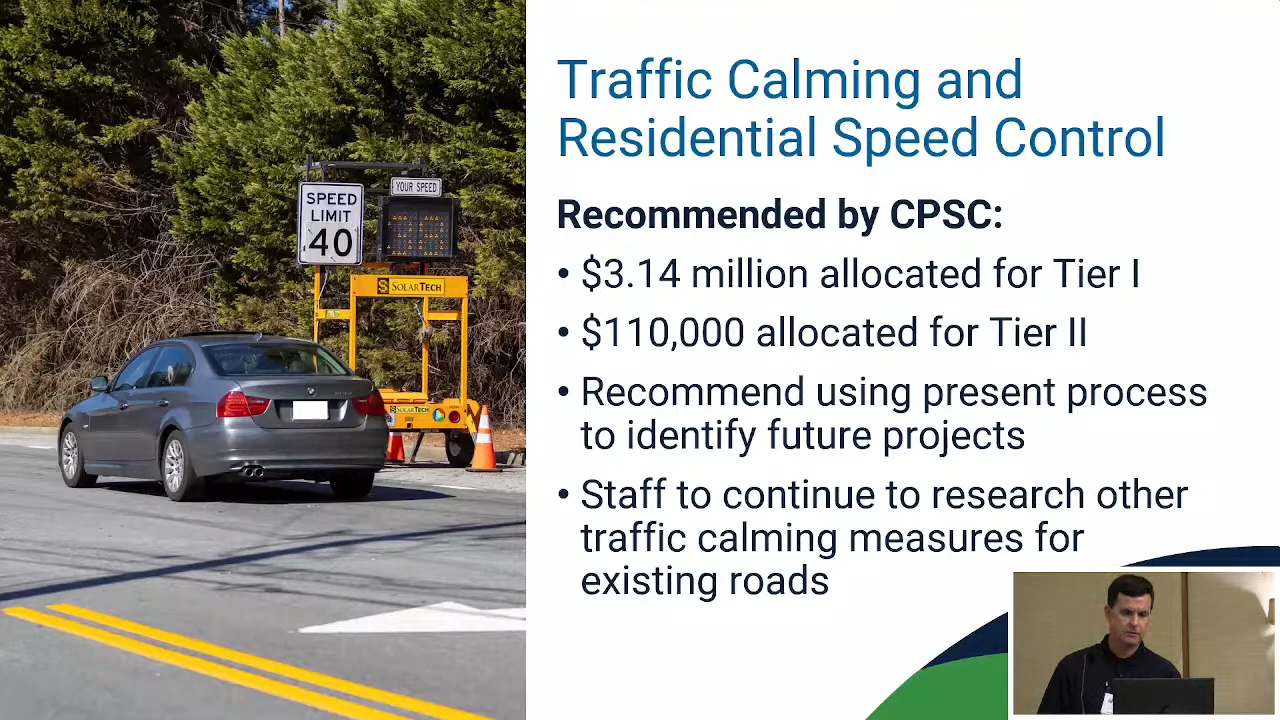 Traffic Calming and
Residential Speed Control
Recommended by CPSC:
• $3.14 million allocated for Tier I
• $110,000 allocated for Tier II
• Recommend using present process
to identify future projects
• Staff to continue to research other
traffic calming measures for
existing roads
SPEED
LIMIT
40
YOUR SPEED
SOLARTECH
SOLARTECH